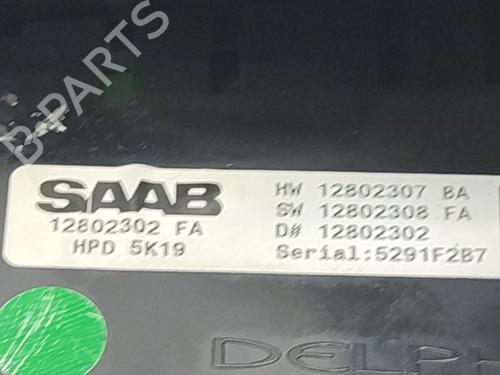 B-PARTS
SAAB
12802302 FA
HPD 5K19
HW 12802307 BA
SW 12802308 FA
D# 12802302
Serial:5291F2B7